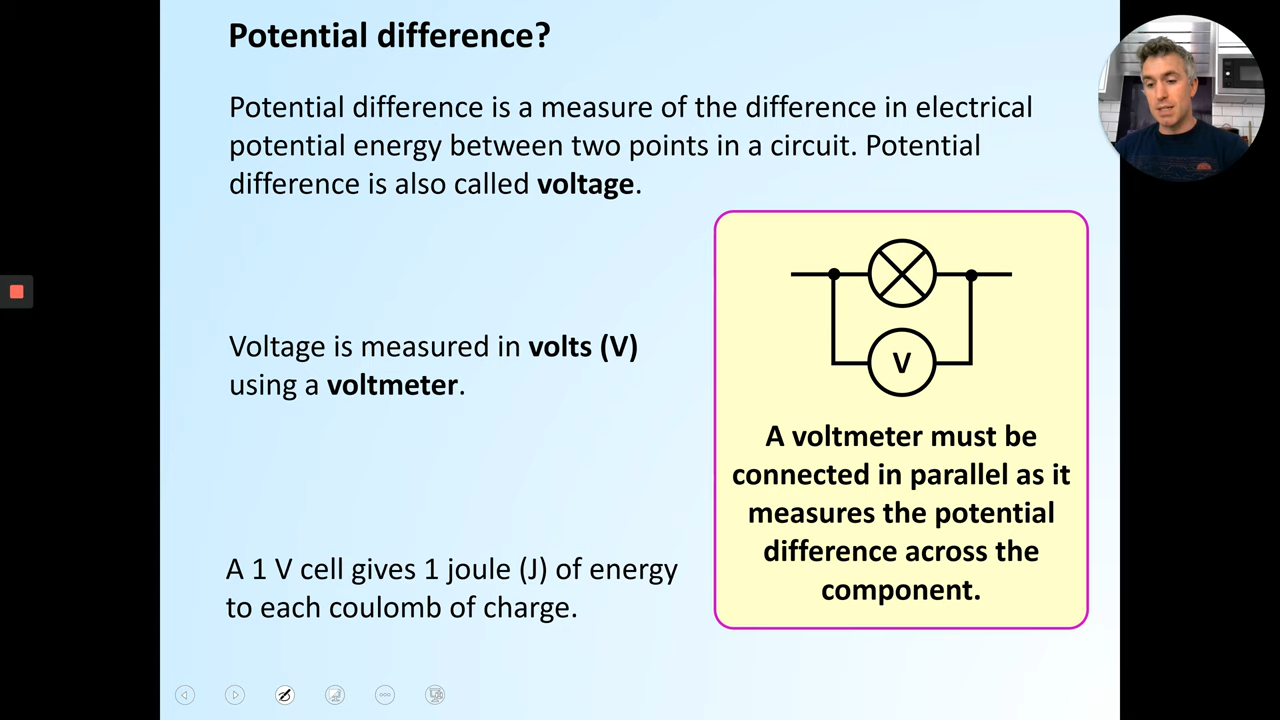 Potential difference?
Potential difference is a measure of the difference in electrical
potential energy between two points in a circuit. Potential
difference is also called voltage.
Voltage is measured in volts (V)
using a voltmeter.
V
A voltmeter must be
connected in parallel as it
measures the potential
difference across the
component.
A 1 V cell gives 1 joule (J) of energy
to each coulomb of charge.